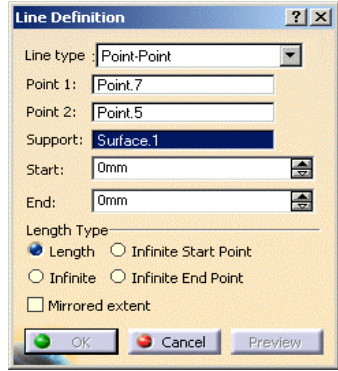 Line Definition
Line type : Point-Point
Point 1: Point.7
Point 2: Point.5
Support: Surface.1
Start: 0mm
End: 0mm
Length Type
Length Infinite Start Point
Infinite Infinite End Point
Mirrored extent
OK Cancel Preview